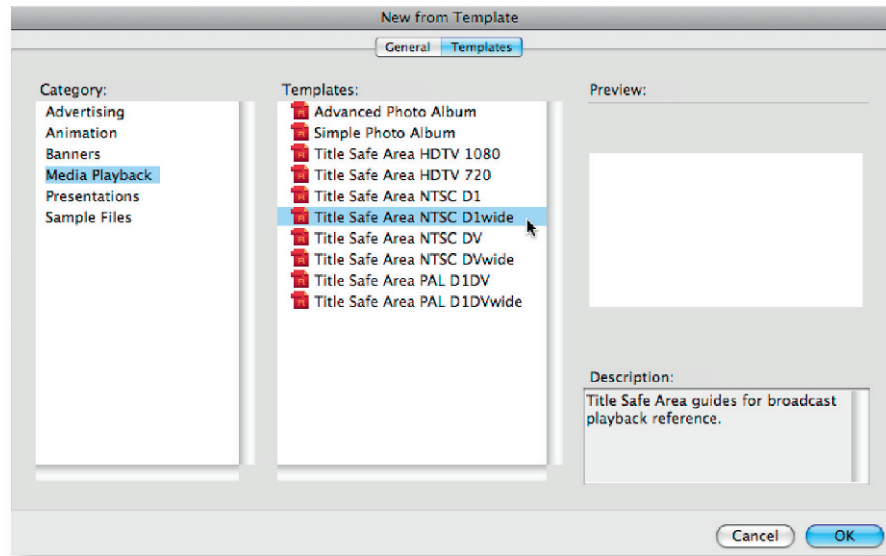 New from Template
General Templates
Category:
Advertising
Animation
Banners
Media Playback
Presentations
Sample Files
Templates:
Advanced Photo Album
Simple Photo Album
Title Safe Area HDTV 1080
Title Safe Area HDTV 720
Title Safe Area NTSC D1
Title Safe Area NTSC D1wide
Title Safe Area NTSC DV
Title Safe Area NTSC DVwide
Title Safe Area PAL D1DV
Title Safe Area PAL D1DVwide
Preview:
Description:
Title Safe Area guides for broadcast
playback reference.
Cancel OK